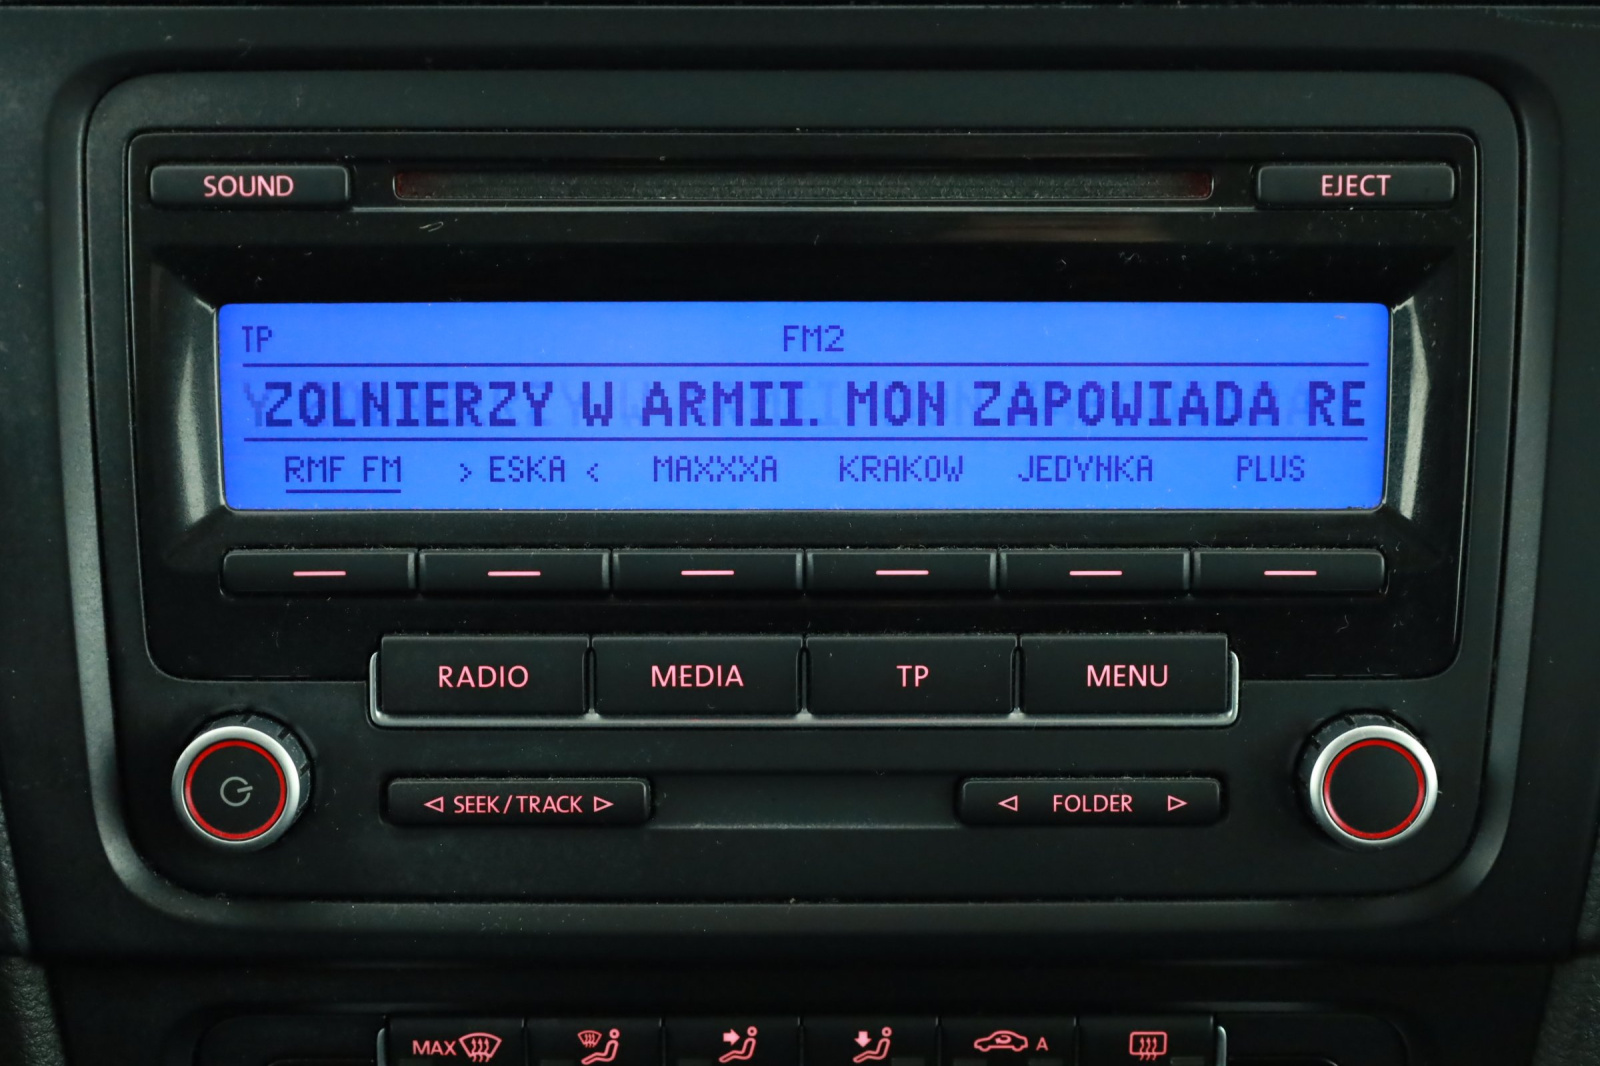 SOUND EJECT
TP FM2
ZOLNIERZY W ARMII. MON ZAPOWIADA RE
RMF FM > ESKA < MAXXXA KRAKOW JEDYNKA PLUS
RADIO MEDIA TP MENU
SEEK/TRACK FOLDER
MAX A